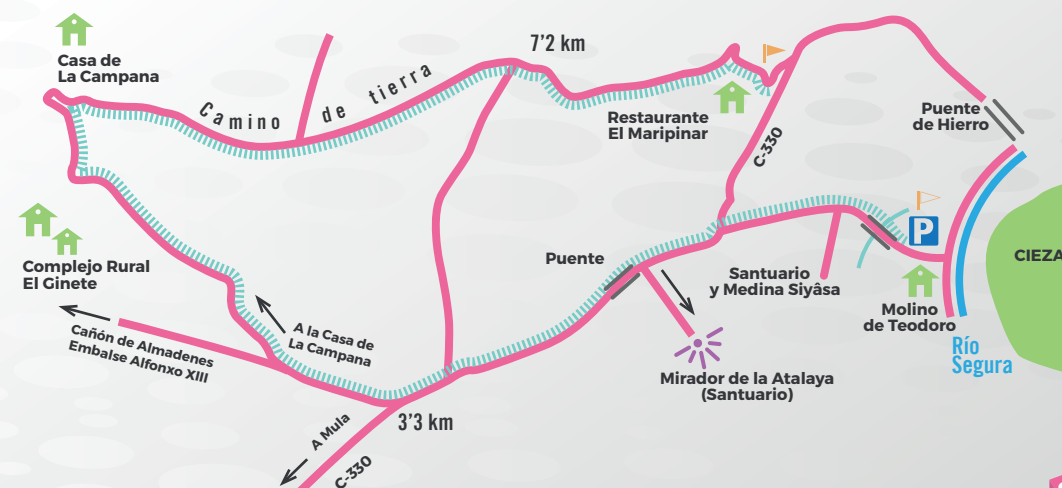 Casa de
La Campana
Camino de tierra
7'2 km
Restaurante
El Maripinar
C-330
Puente
de Hierro
CIEZA
P
Complejo Rural
El Ginete
Puente
Santuario
y Medina Siyâsa
Molino
de Teodoro
Río
Segura
Cañón de Almadenes
Embalse Alfonxo XIII
A la Casa de
La Campana
Mirador de la Atalaya
(Santuario)
3'3 km
A Mula
C-330